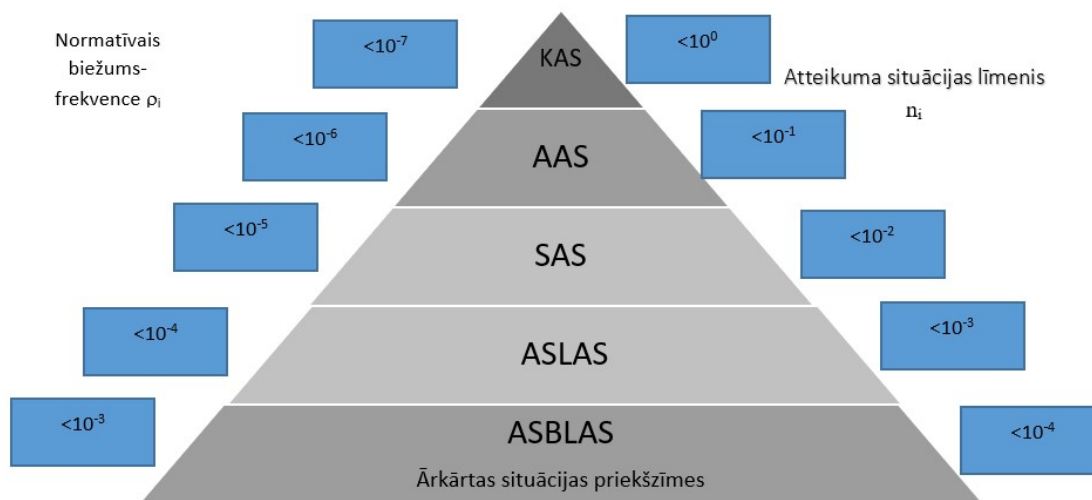 Normatīvais
biežums-
frekvence ρᵢ
<10⁻⁷
KAS
<10⁰
Atteikuma situācijas līmenis
nᵢ
<10⁻⁶
AAS
<10⁻¹
<10⁻⁵
SAS
<10⁻²
<10⁻⁴
ASLAS
<10⁻³
<10⁻³
ASBLAS
<10⁻⁴
Ārkārtas situācijas priekšzīmes